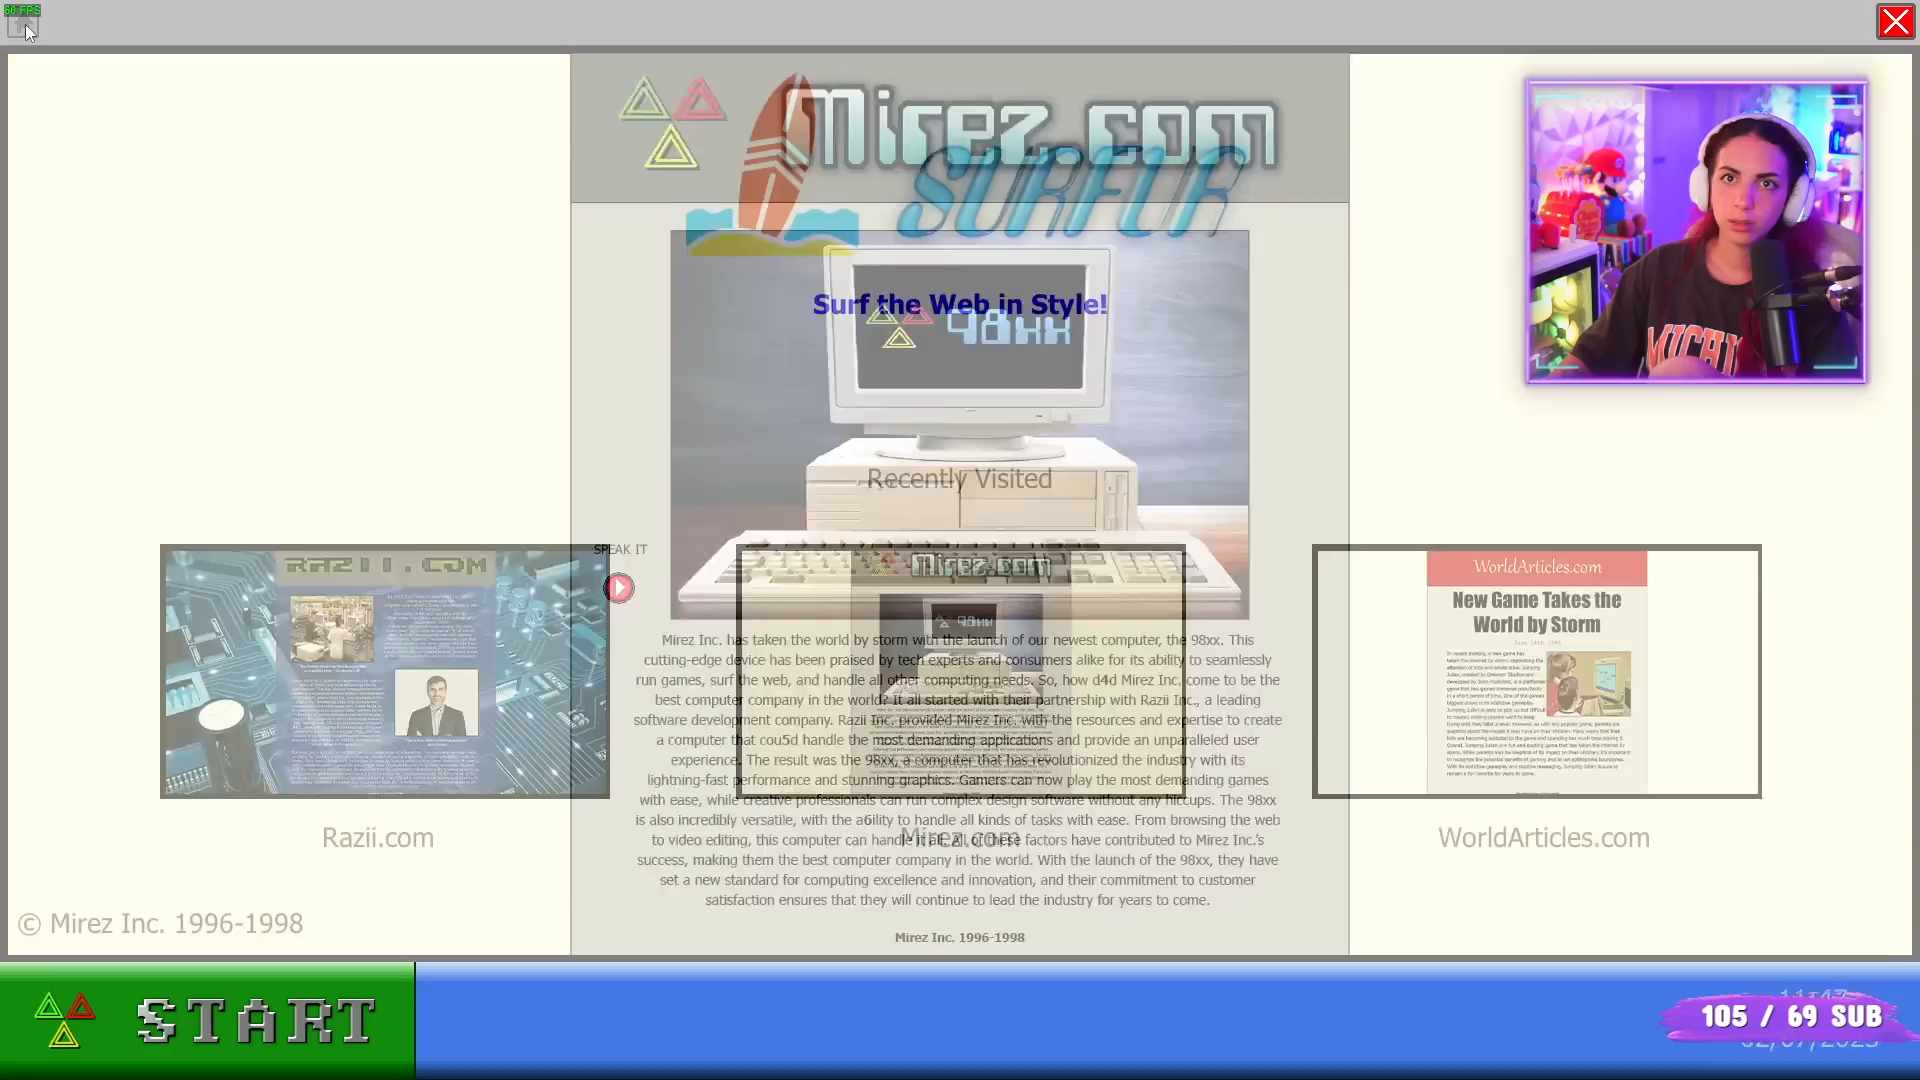 60 FPS
Mirez.com
SURFUR
Surf the Web in Style!
98xx
Recently Visited
SPEAK IT
RAZII.COM
Mirez.com
98xx
WorldArticles.com
New Game Takes the
World by Storm
June 14th 1996
Mirez Inc. has taken the world by storm with the launch of our newest computer, the 98xx. This
cutting-edge device has been praised by tech experts and consumers alike for its ability to seamlessly
run games, surf the web, and handle all other computing needs. So, how d4d Mirez Inc. come to be the
best computer company in the world? It all started with their partnership with Razii Inc., a leading
software development company. Razii Inc. provided Mirez Inc. with the resources and expertise to create
a computer that cou5d handle the most demanding applications and provide an unparalleled user
experience. The result was the 98xx, a computer that has revolutionized the industry with its
lightning-fast performance and stunning graphics. Gamers can now play the most demanding games
with ease, while creative professionals can run complex design software without any hiccups. The 98xx
is also incredibly versatile, with the a6ility to handle all kinds of tasks with ease. From browsing the web
to video editing, this computer can handle it all. All of these factors have contributed to Mirez Inc.'s
success, making them the best computer company in the world. With the launch of the 98xx, they have
set a new standard for computing excellence and innovation, and their commitment to customer
satisfaction ensures that they will continue to lead the industry for years to come.
Mirez Inc. 1996-1998
Razii.com
Mirez.com
WorldArticles.com
© Mirez Inc. 1996-1998
START
105 / 69 SUB